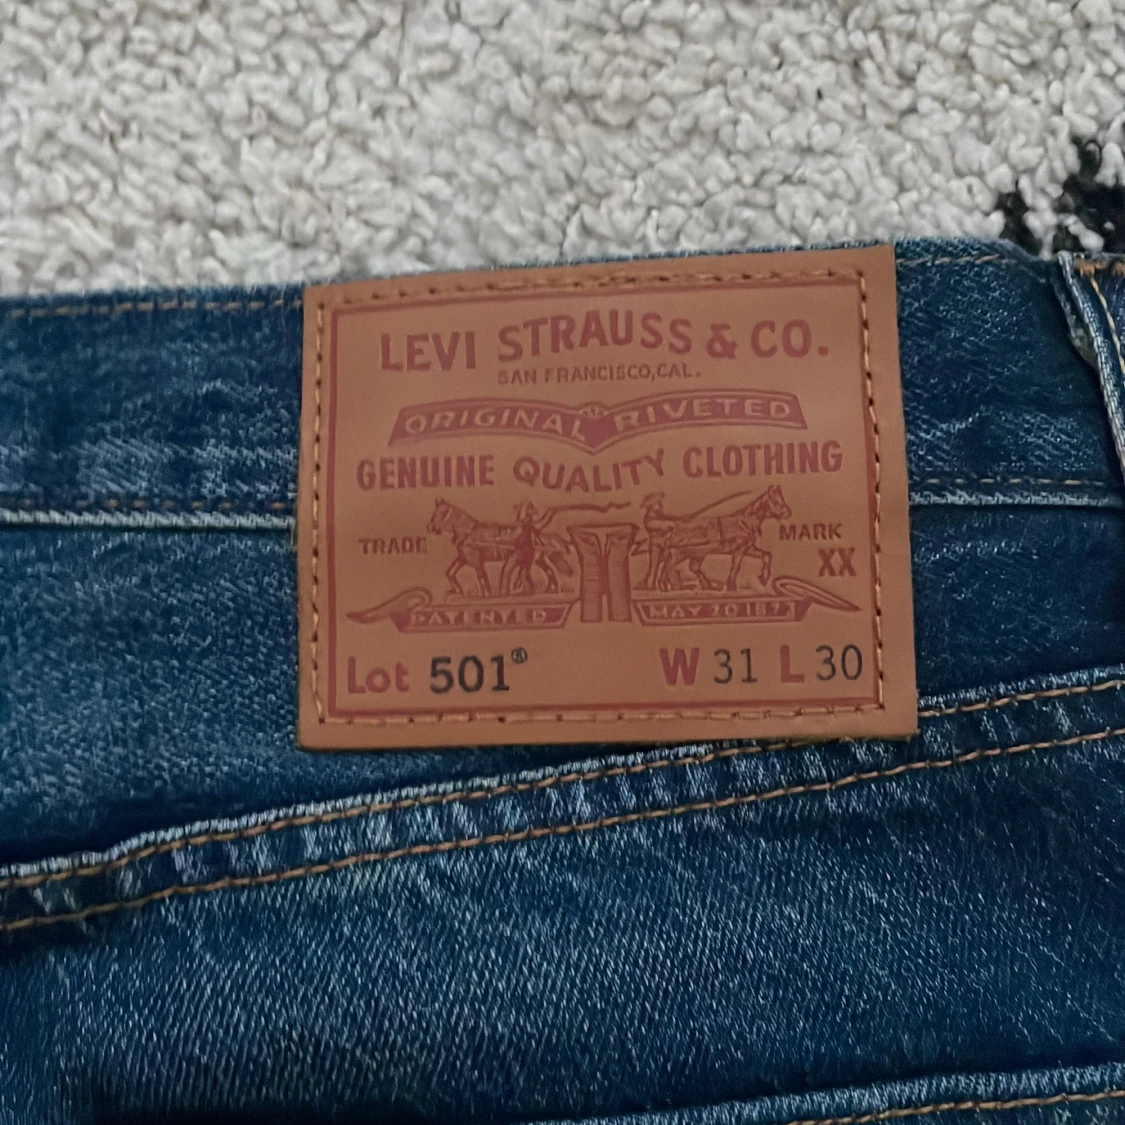 LEVI STRAUSS & CO.
SAN FRANCISCO, CAL.
ORIGINAL RIVETED
GENUINE QUALITY CLOTHING
TRADE MARK
XX
PATENTED MAY 20 1873
Lot 501® W 31 L 30